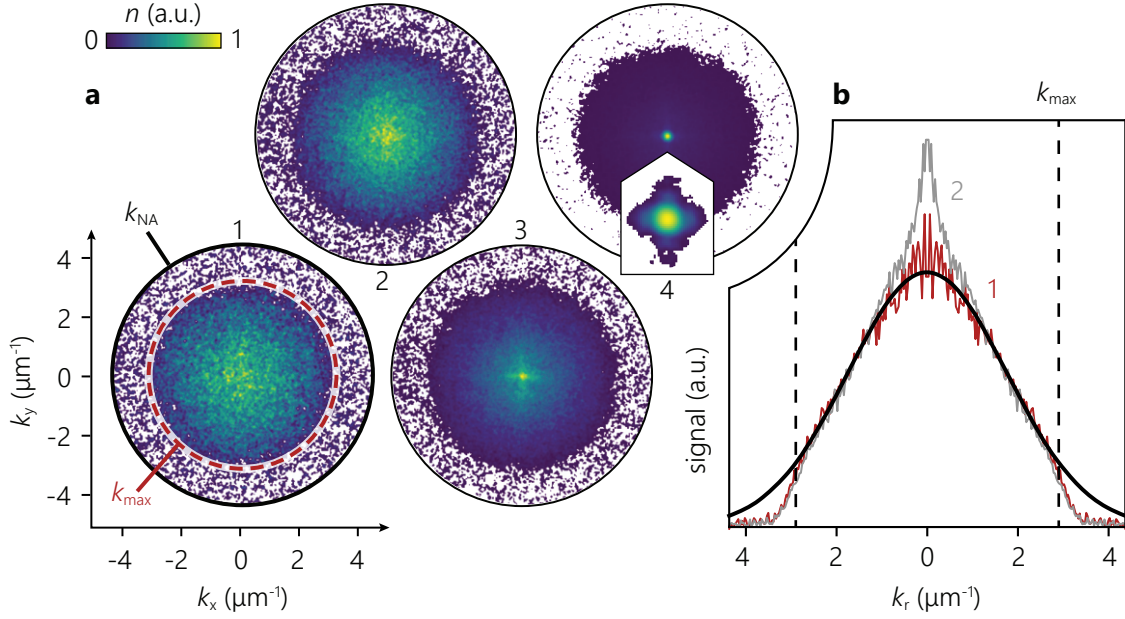 n (a.u.)
0 1
a
b
k_max
k_NA
1
2
3
4
k_max
4
2
0
-2
-4
k_y (μm⁻¹)
-4 -2 0 2 4
k_x (μm⁻¹)
2
1
signal (a.u.)
-4 -2 0 2 4
k_r (μm⁻¹)